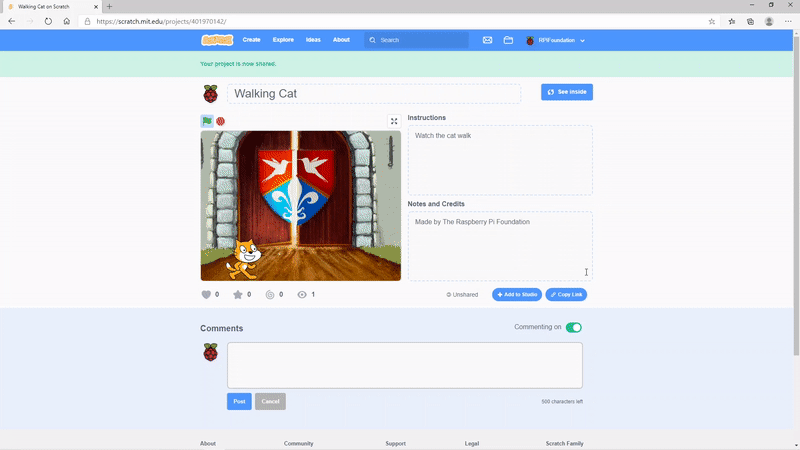 Walking Cat on Scratch
https://scratch.mit.edu/projects/401970142/
SCRATCH Create Explore Ideas About Search RPiFoundation
Your project is now shared.
Walking Cat
See inside
Instructions
Watch the cat walk
Notes and Credits
Made by The Raspberry Pi Foundation
0 0 0 1
Unshared
Add to Studio
Copy Link
Comments
Commenting on
Post
Cancel
500 characters left
About Community Support Legal Scratch Family